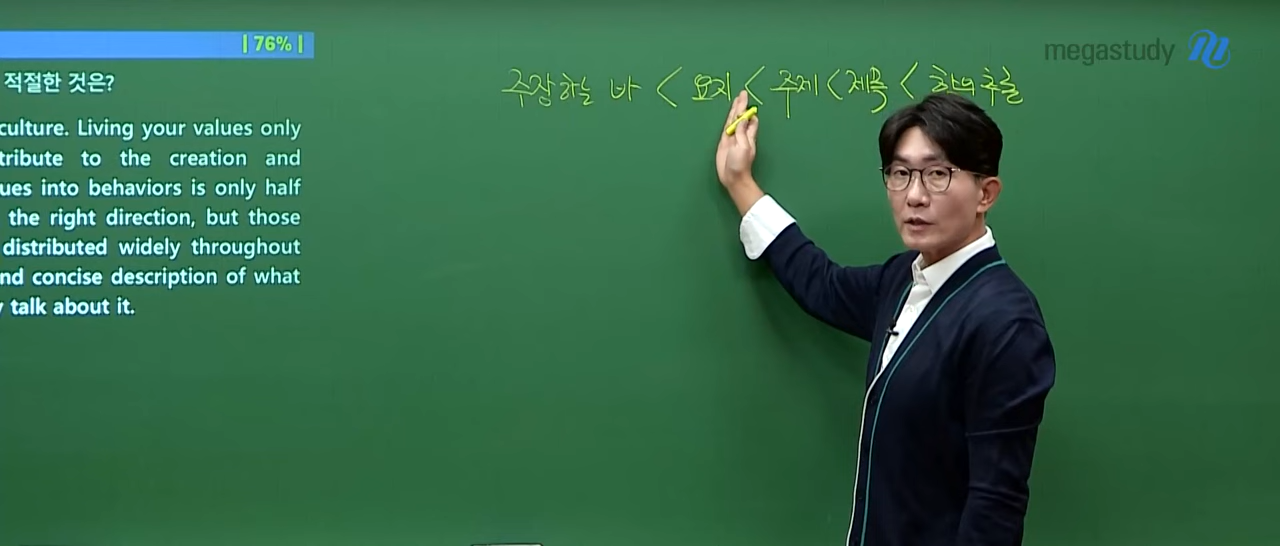 76%
megastudy
주장하는 바 < 요지 < 주제 < 제목 < 함의추론
적절한 것은?
culture. Living your values only
tribute to the creation and
ues into behaviors is only half
the right direction, but those
distributed widely throughout
nd concise description of what
talk about it.